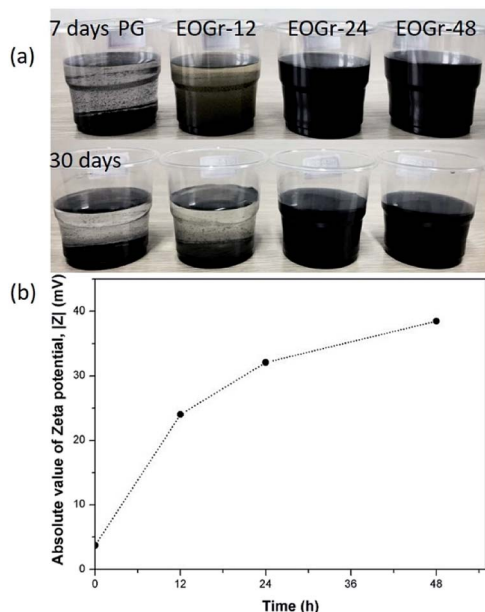 (a)
7 days PG EOGr-12 EOGr-24 EOGr-48
30 days
(b)
Absolute value of Zeta potential, |Z| (mV)
40
30
20
10
0
0 12 24 36 48
Time (h)